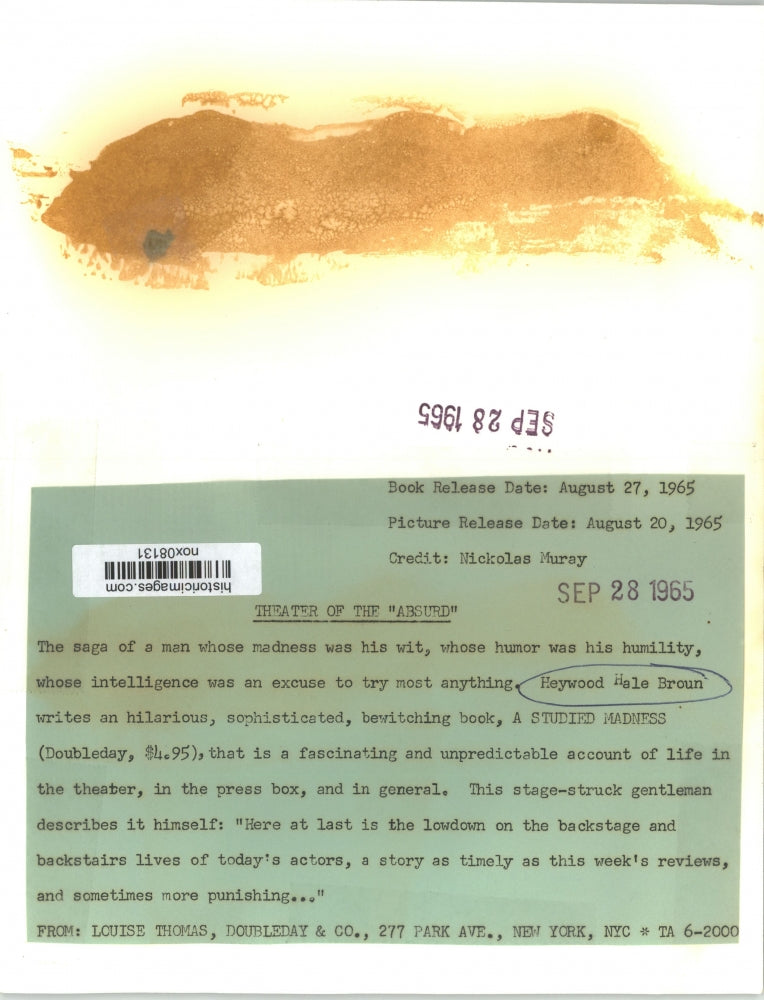 SEP 28 1965
Book Release Date: August 27, 1965
Picture Release Date: August 20, 1965
Credit: Nickolas Muray
historicimages.com
nox08131
SEP 28 1965
THEATER OF THE "ABSURD"
The saga of a man whose madness was his wit, whose humor was his humility,
whose intelligence was an excuse to try most anything. Heywood Hale Broun
writes an hilarious, sophisticated, bewitching book, A STUDIED MADNESS
(Doubleday, $4.95), that is a fascinating and unpredictable account of life in
the theater, in the press box, and in general. This stage-struck gentleman
describes it himself: "Here at last is the lowdown on the backstage and
backstairs lives of today's actors, a story as timely as this week's reviews,
and sometimes more punishing..."
FROM: LOUISE THOMAS, DOUBLEDAY & CO., 277 PARK AVE., NEW YORK, NYC * TA 6-2000